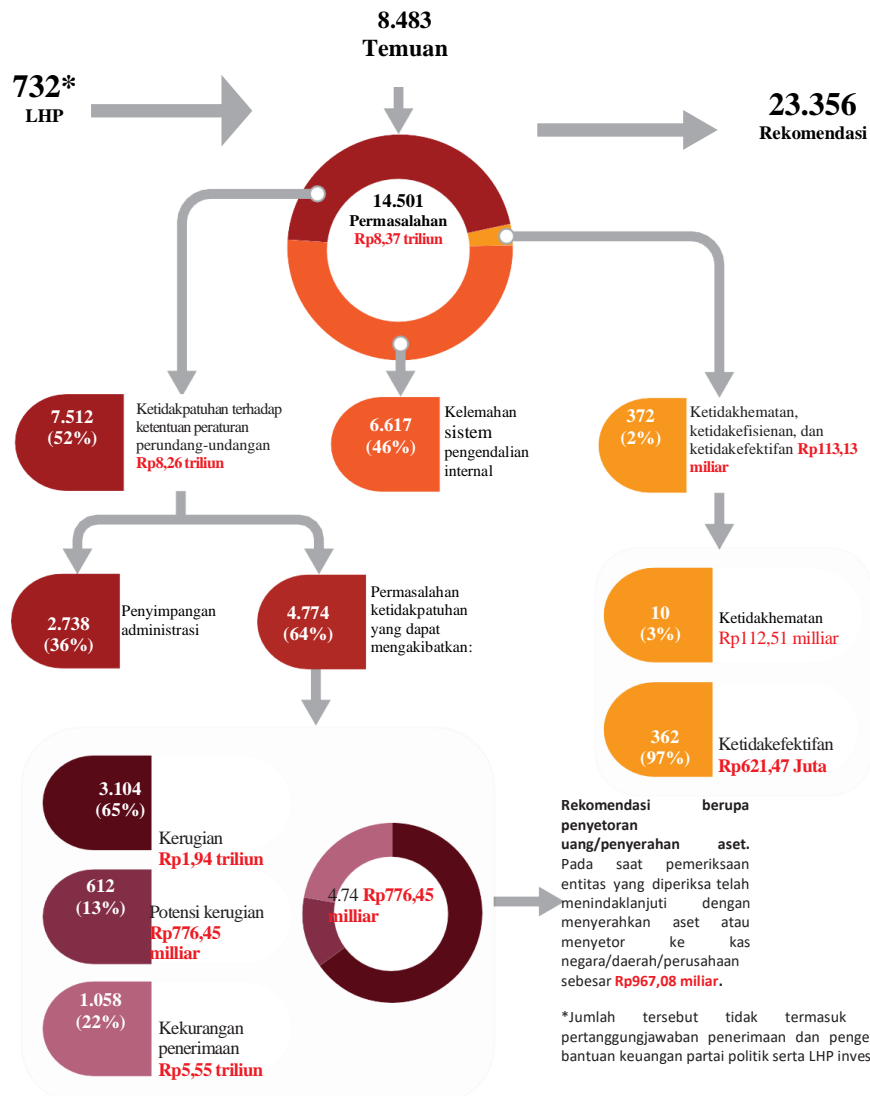 8.483
Temuan
732*
LHP
23.356
Rekomendasi
14.501
Permasalahan
Rp8,37 triliun
7.512
(52%)
Ketidakpatuhan terhadap
ketentuan peraturan
perundang-undangan
Rp8,26 triliun
6.617
(46%)
Kelemahan
sistem
pengendalian
internal
372
(2%)
Ketidakhematan,
ketidakefisienan, dan
ketidakefektifan Rp113,13
miliar
2.738
(36%)
Penyimpangan
administrasi
4.774
(64%)
Permasalahan
ketidakpatuhan
yang dapat
mengakibatkan:
10
(3%)
Ketidakhematan
Rp112,51 milliar
362
(97%)
Ketidakefektifan
Rp621,47 Juta
3.104
(65%)
Kerugian
Rp1,94 triliun
612
(13%)
Potensi kerugian
Rp776,45
milliar
1.058
(22%)
Kekurangan
penerimaan
Rp5,55 triliun
4.74 Rp776,45
milliar
Rekomendasi berupa
penyetoran
uang/penyerahan aset.
Pada saat pemeriksaan
entitas yang diperiksa telah
menindaklanjuti dengan
menyerahkan aset atau
menyetor ke kas
negara/daerah/perusahaan
sebesar Rp967,08 miliar.
*Jumlah tersebut tidak termasuk
pertanggungjawaban penerimaan dan penge
bantuan keuangan partai politik serta LHP inves